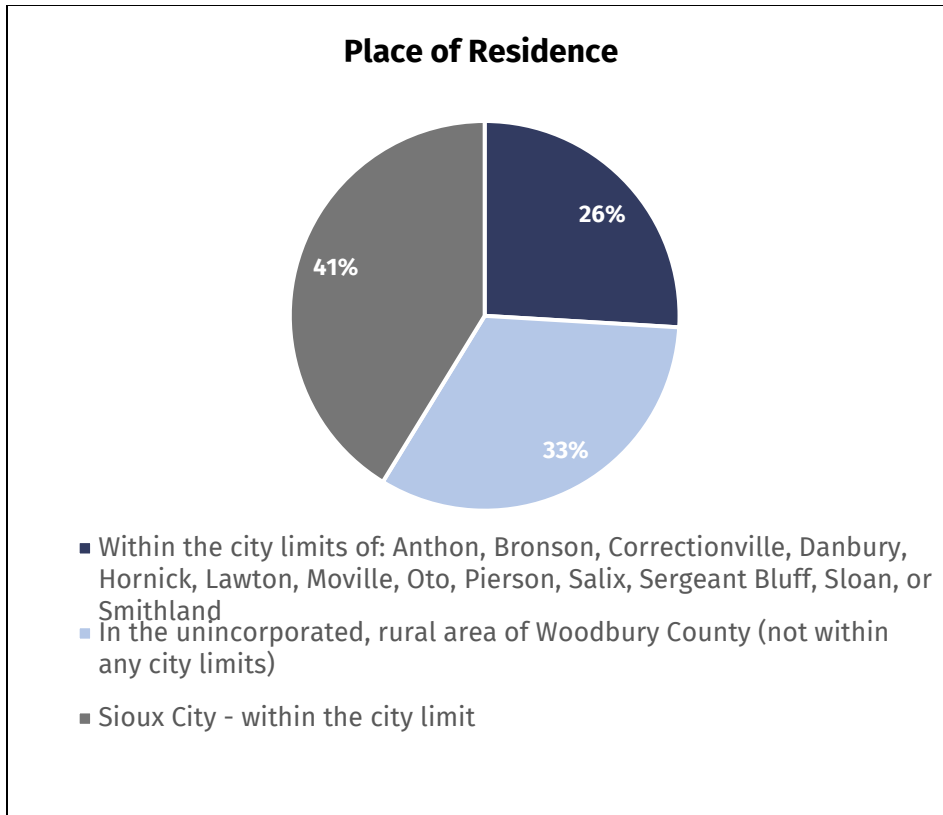 Place of Residence
26%
41%
33%
Within the city limits of: Anthon, Bronson, Correctionville, Danbury,
Hornick, Lawton, Moville, Oto, Pierson, Salix, Sergeant Bluff, Sloan, or
Smithland
In the unincorporated, rural area of Woodbury County (not within
any city limits)
Sioux City - within the city limit